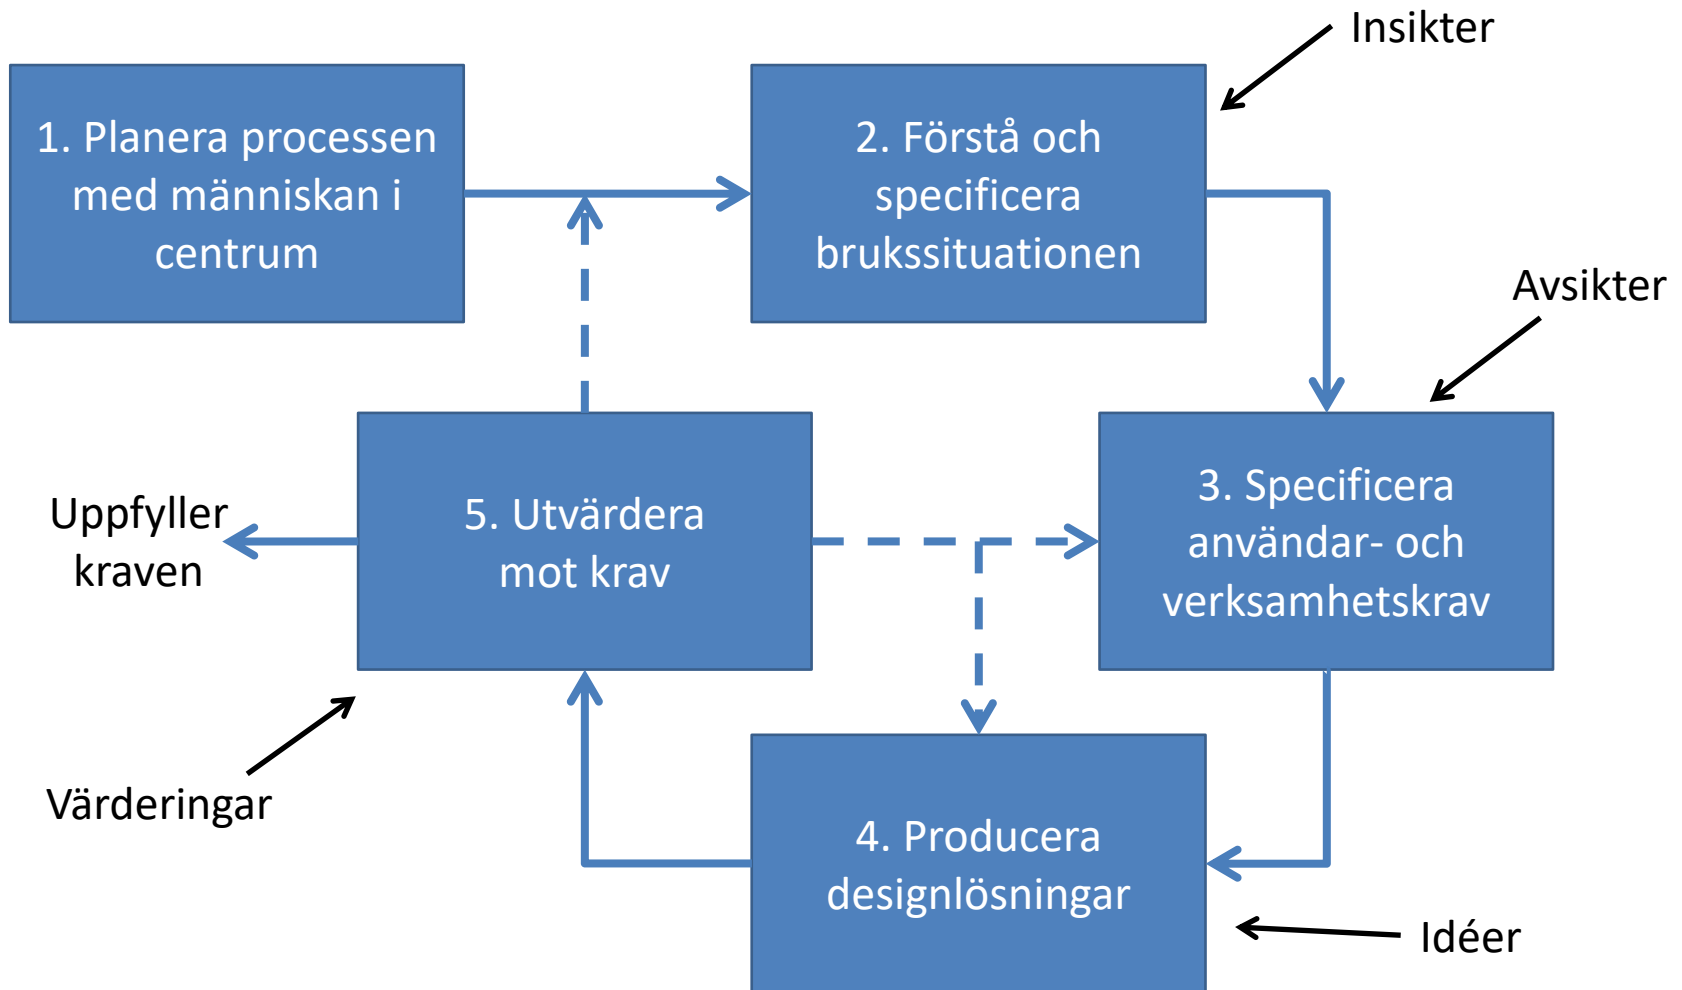 Insikter
1. Planera processen
med människan i
centrum
2. Förstå och
specificera
brukssituationen
Avsikter
3. Specificera
användar- och
verksamhetskrav
5. Utvärdera
mot krav
Uppfyller
kraven
Värderingar
4. Producera
designlösningar
Idéer